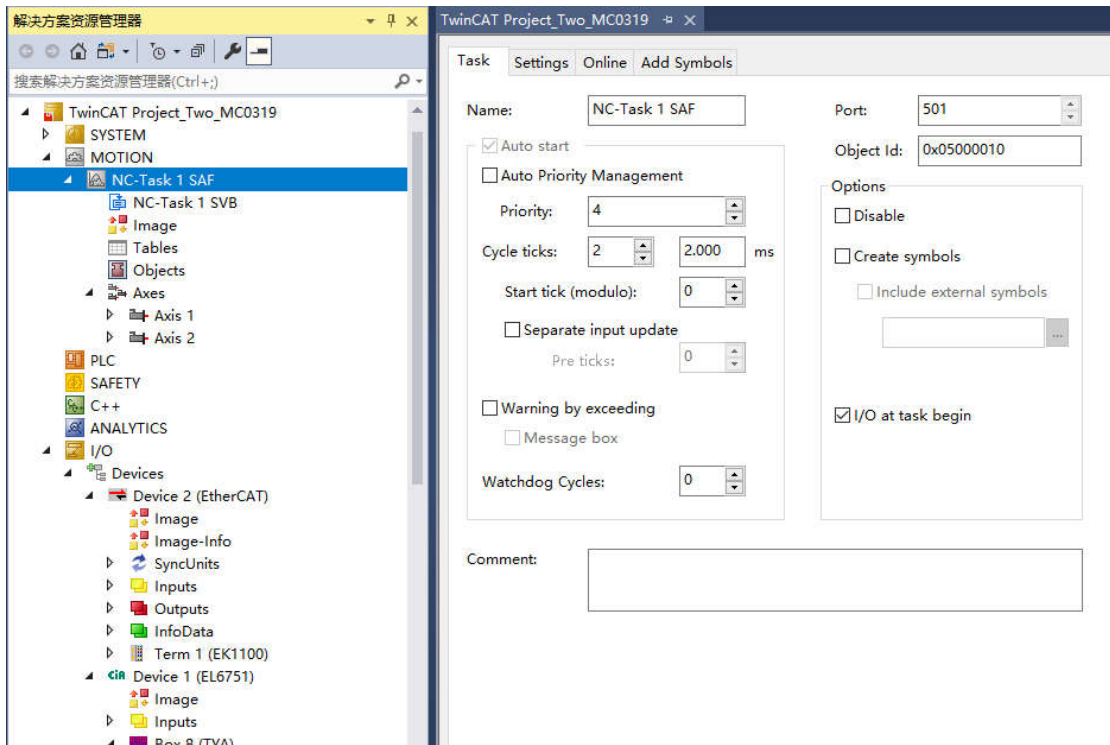 解决方案资源管理器
搜索解决方案资源管理器(Ctrl+;)
TwinCAT Project_Two_MC0319
SYSTEM
MOTION
NC-Task 1 SAF
NC-Task 1 SVB
Image
Tables
Objects
Axes
Axis 1
Axis 2
PLC
SAFETY
C++
ANALYTICS
I/O
Devices
Device 2 (EtherCAT)
Image
Image-Info
SyncUnits
Inputs
Outputs
InfoData
Term 1 (EK1100)
CiA Device 1 (EL6751)
Image
Inputs
Box 8 (TYA)
TwinCAT Project_Two_MC0319
Task Settings Online Add Symbols
Name: NC-Task 1 SAF
Auto start
Auto Priority Management
Priority: 4
Cycle ticks: 2 2.000 ms
Start tick (modulo): 0
Separate input update
Pre ticks: 0
Warning by exceeding
Message box
Watchdog Cycles: 0
Port: 501
Object Id: 0x05000010
Options
Disable
Create symbols
Include external symbols
...
I/O at task begin
Comment: